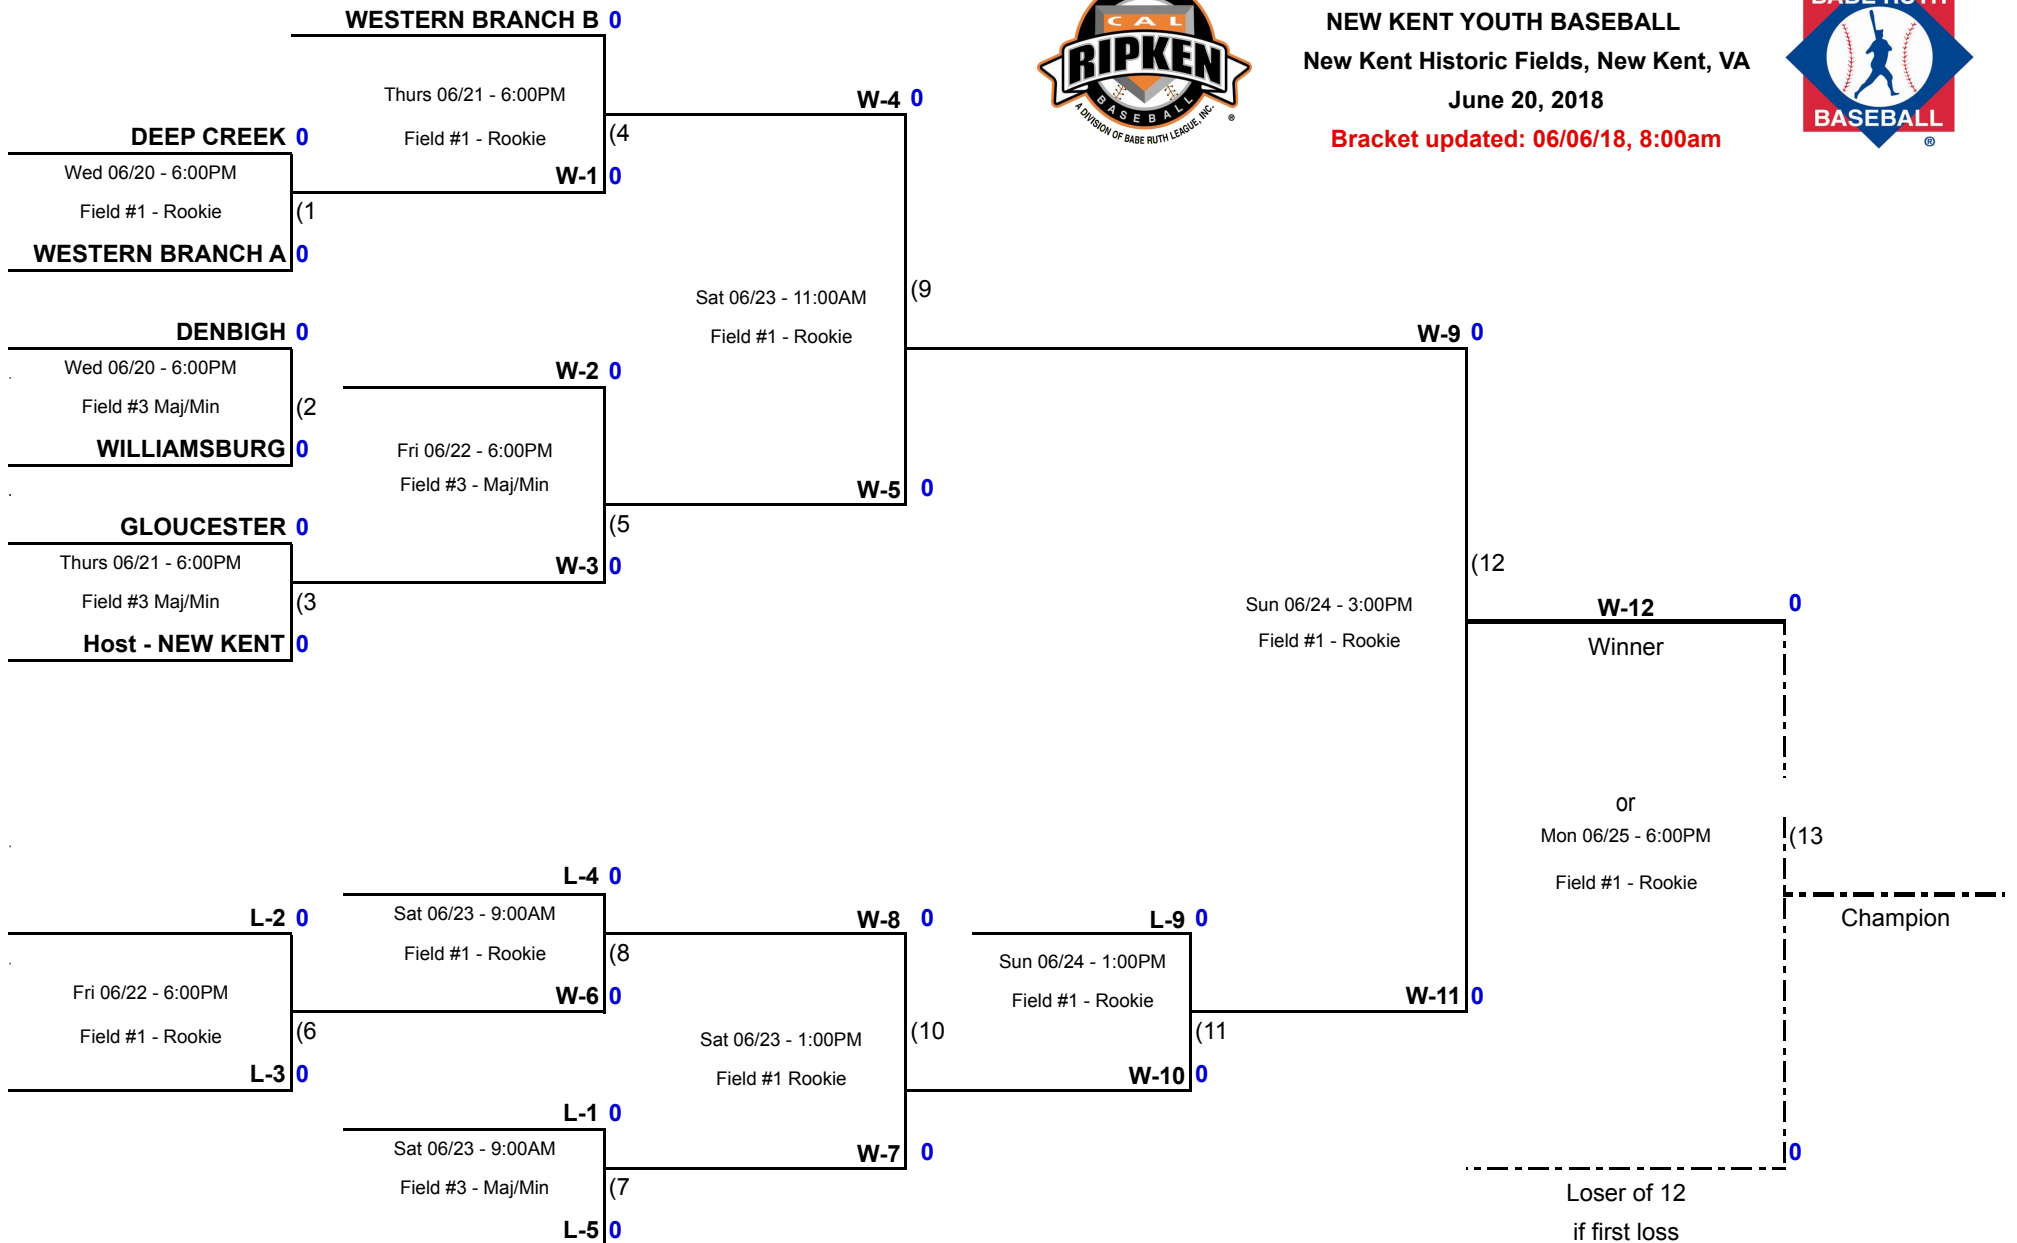 WESTERN BRANCH B 0
Thurs 06/21 - 6:00PM
Field #1 - Rookie
(4
DEEP CREEK 0
Wed 06/20 - 6:00PM
Field #1 - Rookie
(1
WESTERN BRANCH A 0
W-1 0
DENBIGH 0
Wed 06/20 - 6:00PM
Field #3 Maj/Min
(2
WILLIAMSBURG 0
W-2 0
Fri 06/22 - 6:00PM
Field #3 - Maj/Min
(5
GLOUCESTER 0
Thurs 06/21 - 6:00PM
Field #3 Maj/Min
(3
Host - NEW KENT 0
W-3 0
W-4 0
Sat 06/23 - 11:00AM
Field #1 - Rookie
(9
W-5 0
CAL
RIPKEN
BASEBALL
A DIVISION OF BABE RUTH LEAGUE, INC.
®
NEW KENT YOUTH BASEBALL
New Kent Historic Fields, New Kent, VA
June 20, 2018
Bracket updated: 06/06/18, 8:00am
BABE RUTH
BASEBALL
®
W-9 0
(12
Sun 06/24 - 3:00PM
Field #1 - Rookie
W-12 0
Winner
or
Mon 06/25 - 6:00PM
Field #1 - Rookie
(13
Champion
L-4 0
Sat 06/23 - 9:00AM
Field #1 - Rookie
(8
L-2 0
Fri 06/22 - 6:00PM
Field #1 - Rookie
(6
L-3 0
W-6 0
W-8 0
Sat 06/23 - 1:00PM
Field #1 Rookie
(10
L-9 0
Sun 06/24 - 1:00PM
Field #1 - Rookie
(11
W-10 0
W-11 0
L-1 0
Sat 06/23 - 9:00AM
Field #3 - Maj/Min
(7
L-5 0
W-7 0
0
Loser of 12
if first loss